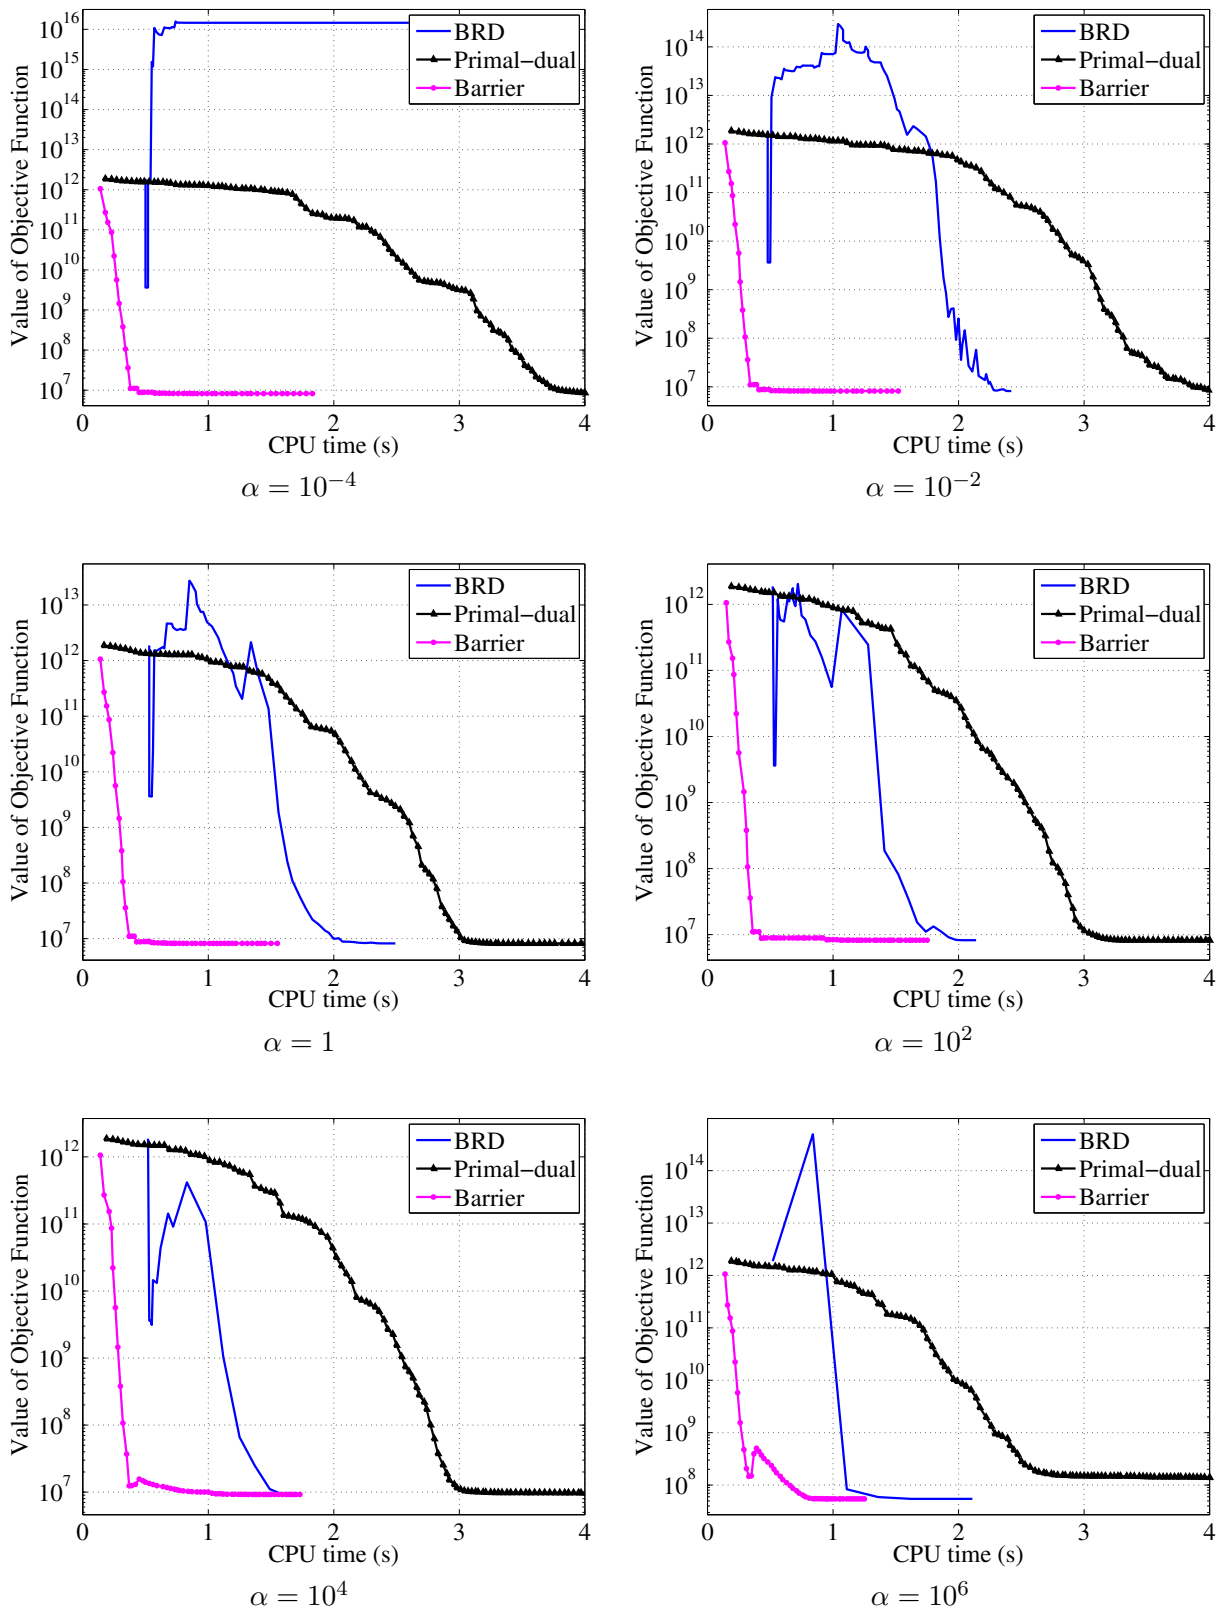 10^16
10^15
10^14
10^13
10^12
10^11
10^10
10^9
10^8
10^7
Value of Objective Function
BRD
Primal−dual
Barrier
0 1 2 3 4
CPU time (s)
α = 10^−4
10^14
10^13
10^12
10^11
10^10
10^9
10^8
10^7
Value of Objective Function
BRD
Primal−dual
Barrier
0 1 2 3 4
CPU time (s)
α = 10^−2
10^13
10^12
10^11
10^10
10^9
10^8
10^7
Value of Objective Function
BRD
Primal−dual
Barrier
0 1 2 3 4
CPU time (s)
α = 1
10^12
10^11
10^10
10^9
10^8
10^7
Value of Objective Function
BRD
Primal−dual
Barrier
0 1 2 3 4
CPU time (s)
α = 10^2
10^12
10^11
10^10
10^9
10^8
10^7
Value of Objective Function
BRD
Primal−dual
Barrier
0 1 2 3 4
CPU time (s)
α = 10^4
10^14
10^13
10^12
10^11
10^10
10^9
10^8
Value of Objective Function
BRD
Primal−dual
Barrier
0 1 2 3 4
CPU time (s)
α = 10^6